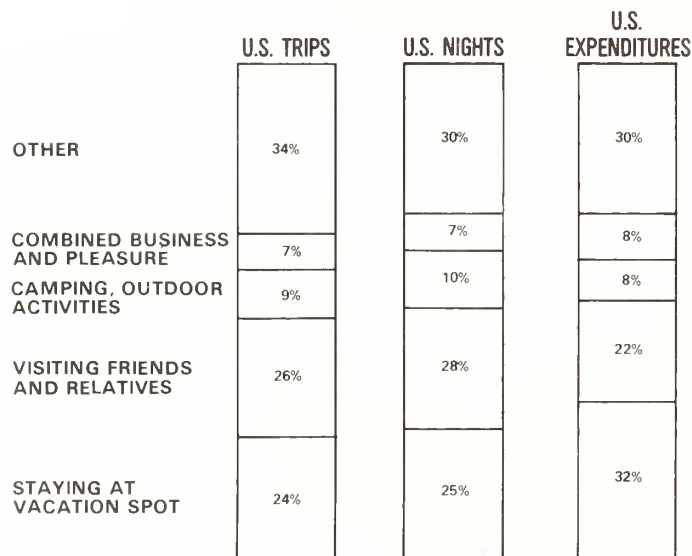 U.S. TRIPS
U.S. NIGHTS
U.S.
EXPENDITURES
OTHER
34%
30%
30%
COMBINED BUSINESS
AND PLEASURE
7%
7%
8%
CAMPING, OUTDOOR
ACTIVITIES
9%
10%
8%
VISITING FRIENDS
AND RELATIVES
26%
28%
22%
STAYING AT
VACATION SPOT
24%
25%
32%